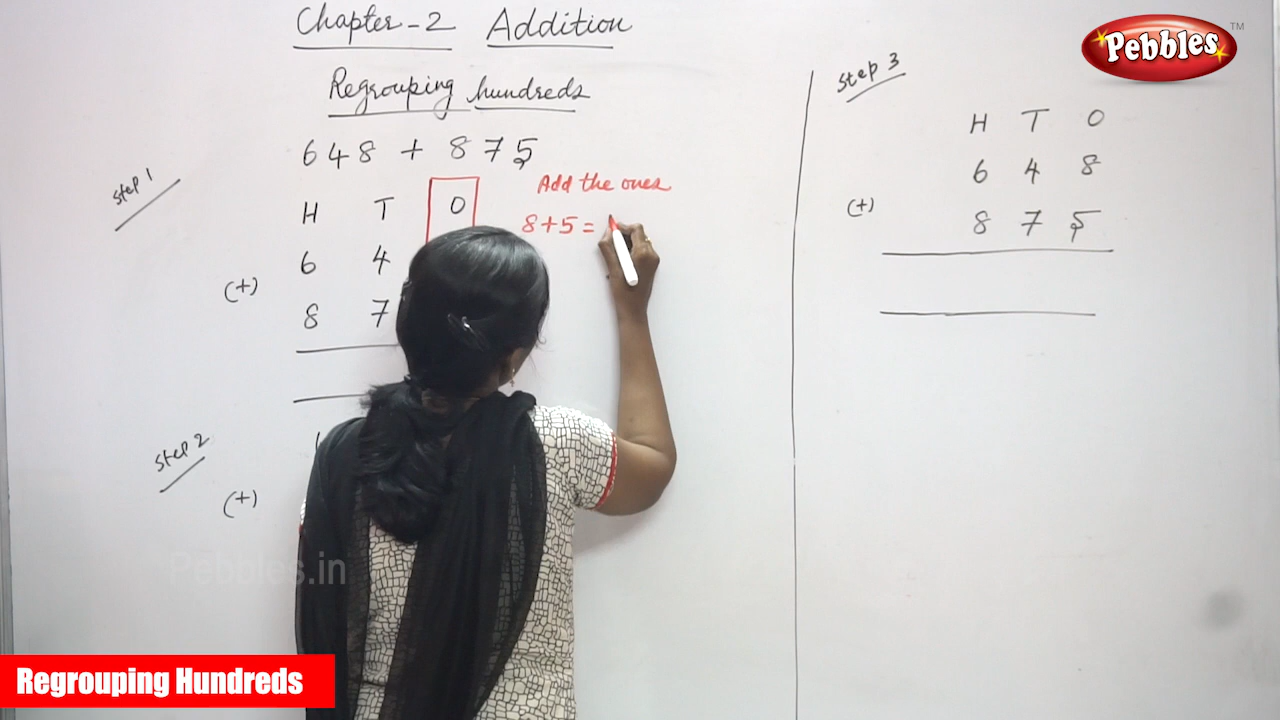 Chapter-2 Addition
Regrouping hundreds
648 + 875
Step 1
Add the ones
H T O
8+5=
6 4
(+)
8 7
Step 2
(+)
Step 3
H T O
6 4 8
(+)
8 7 5
Pebbles TM
Pebbles.in
Regrouping Hundreds